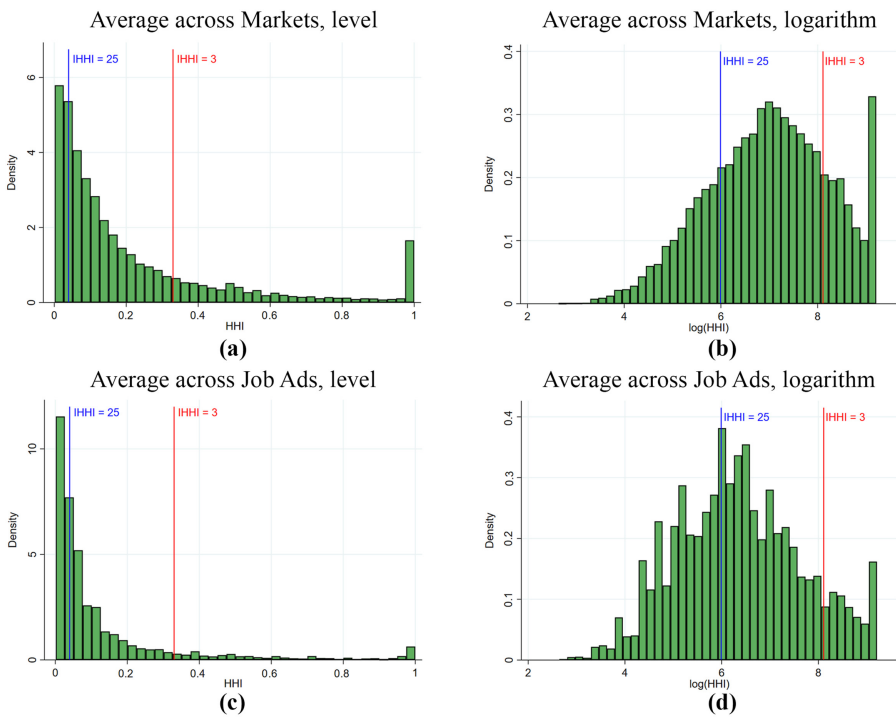 Average across Markets, level
IHHI = 25
IHHI = 3
6
4
2
0
Density
0
0.2
0.4
0.6
0.8
1
HHI
(a)
Average across Markets, logarithm
IHHI = 25
IHHI = 3
0.4
0.3
0.2
0.1
0
Density
2
4
6
8
log(HHI)
(b)
Average across Job Ads, level
IHHI = 25
IHHI = 3
10
5
0
Density
0
0.2
0.4
0.6
0.8
1
HHI
(c)
Average across Job Ads, logarithm
IHHI = 25
IHHI = 3
0.4
0.3
0.2
0.1
0
Density
2
4
6
8
log(HHI)
(d)